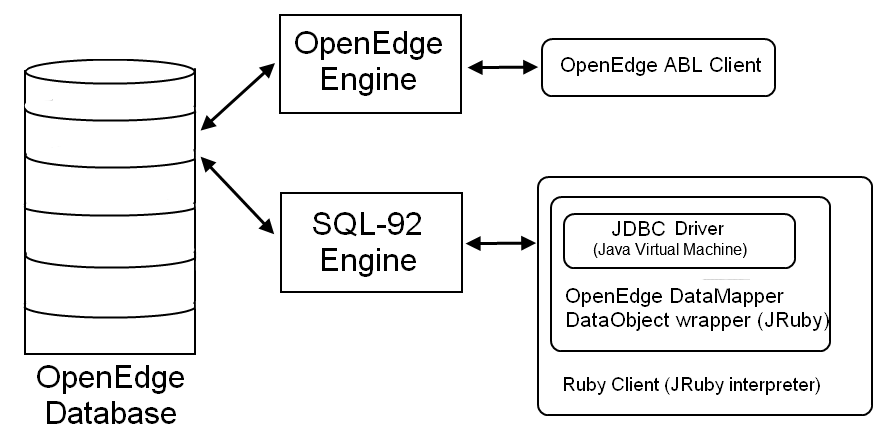 OpenEdge
Engine
OpenEdge ABL Client
SQL-92
Engine
JDBC Driver
(Java Virtual Machine)
OpenEdge DataMapper
DataObject wrapper (JRuby)
Ruby Client (JRuby interpreter)
OpenEdge
Database